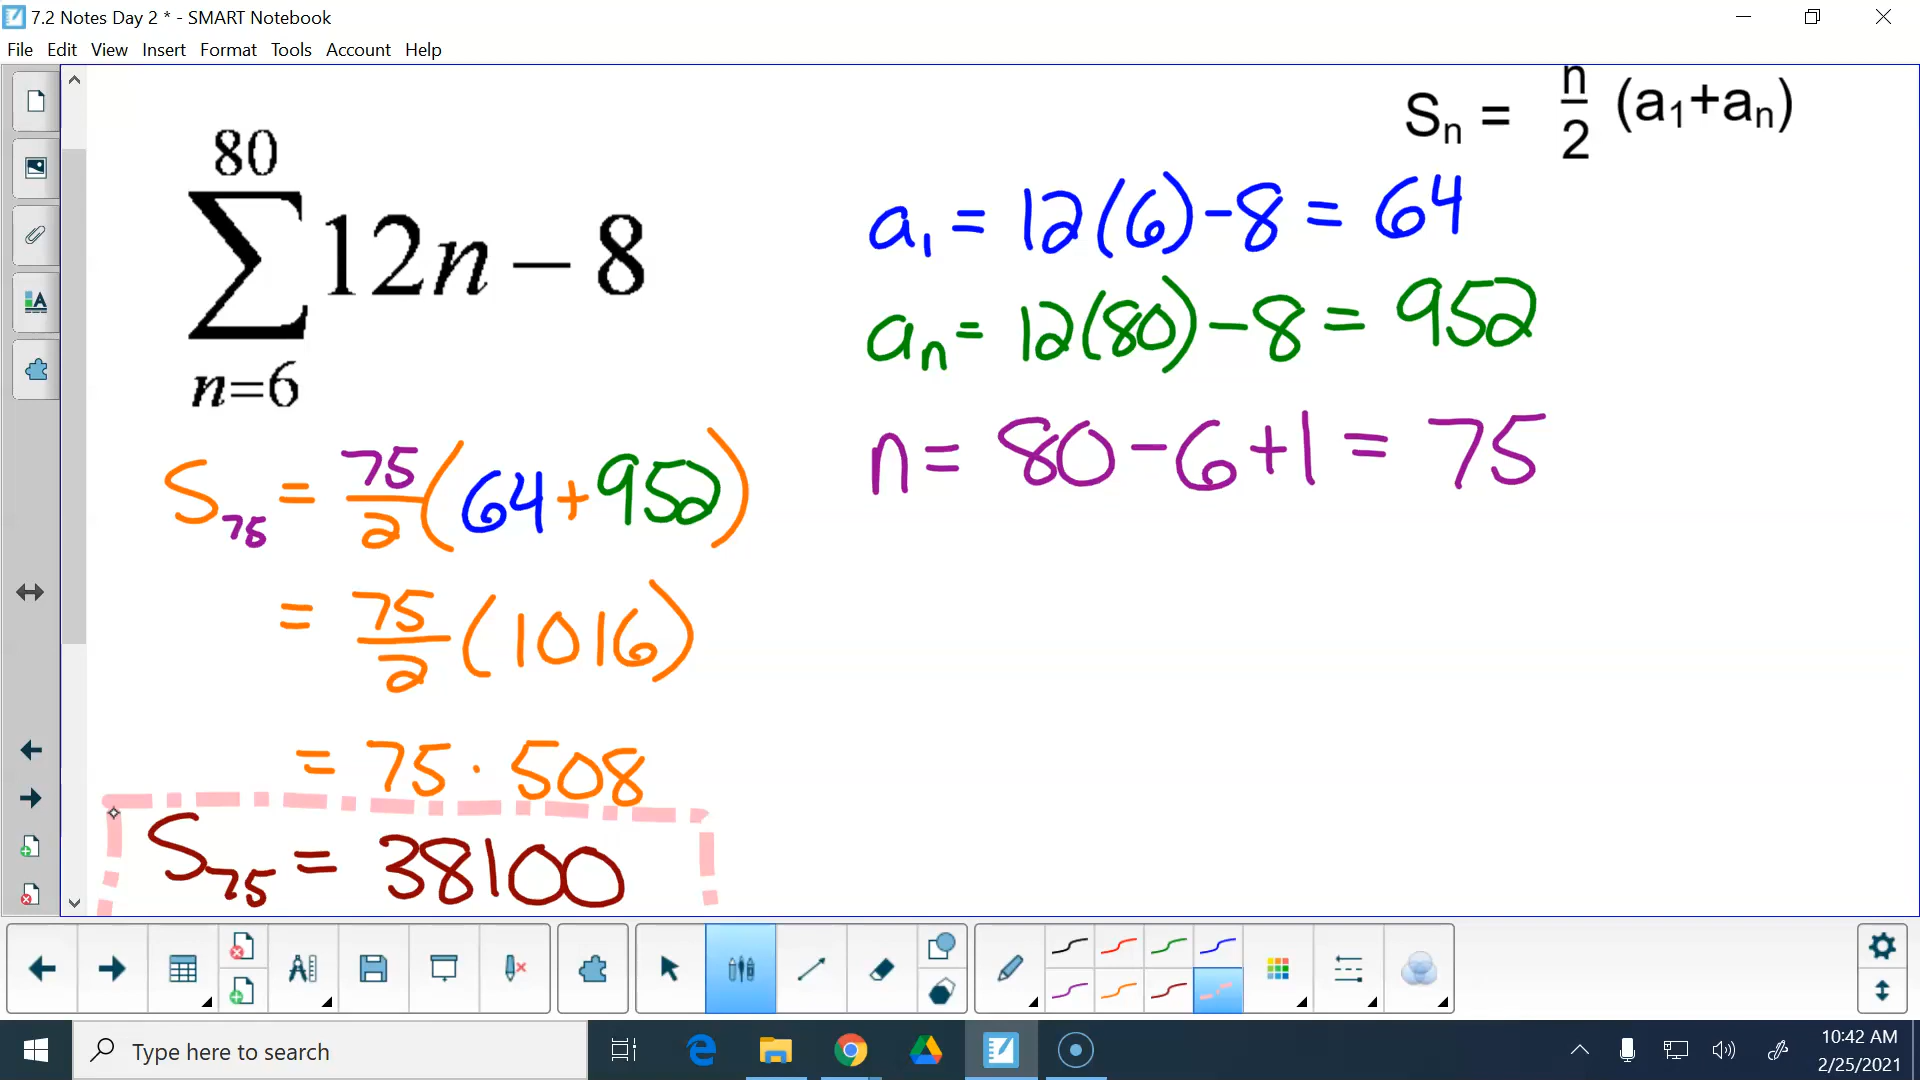 7.2 Notes Day 2 * - SMART Notebook
File Edit View Insert Format Tools Account Help
Sn = n/2 (a1+an)
80
∑ 12n − 8
n=6
a1 = 12(6)-8 = 64
an = 12(80)-8 = 952
n = 80-6+1 = 75
S75 = 75/2 (64+952)
= 75/2 (1016)
= 75 · 508
S75 = 38100
Type here to search
10:42 AM
2/25/2021